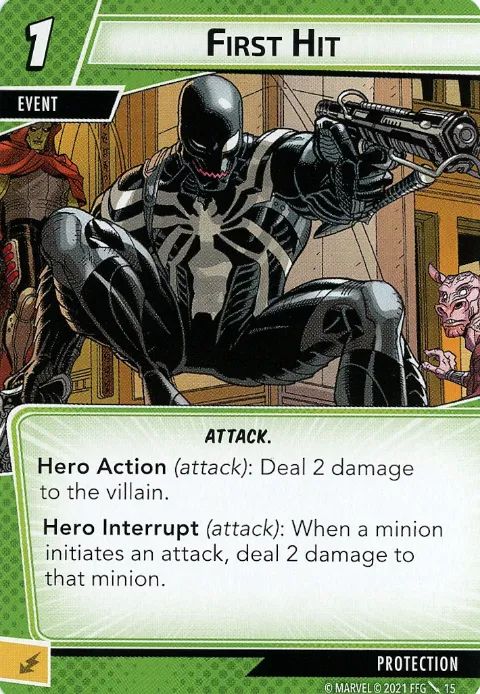 1
FIRST HIT
EVENT
ATTACK.
Hero Action (attack): Deal 2 damage
to the villain.
Hero Interrupt (attack): When a minion
initiates an attack, deal 2 damage to
that minion.
PROTECTION
© MARVEL © 2021 FFG 15